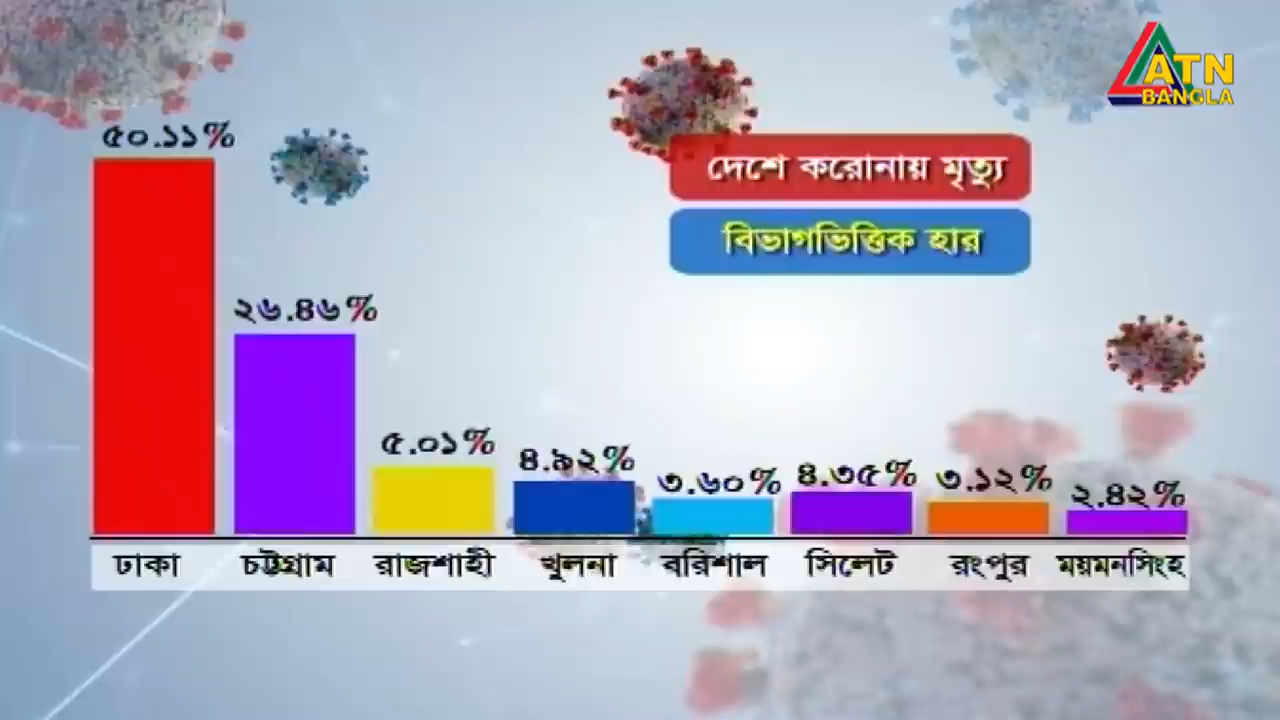 ATN
BANGLA
দেশে করোনায় মৃত্যু
বিভাগভিত্তিক হার
৫০.১১%
২৬.৪৬%
৫.০১%
৪.৯২%
৩.৬০%
৪.৩৫%
৩.১২%
২.৪২%
ঢাকা চট্টগ্রাম রাজশাহী খুলনা বরিশাল সিলেট রংপুর ময়মনসিংহ